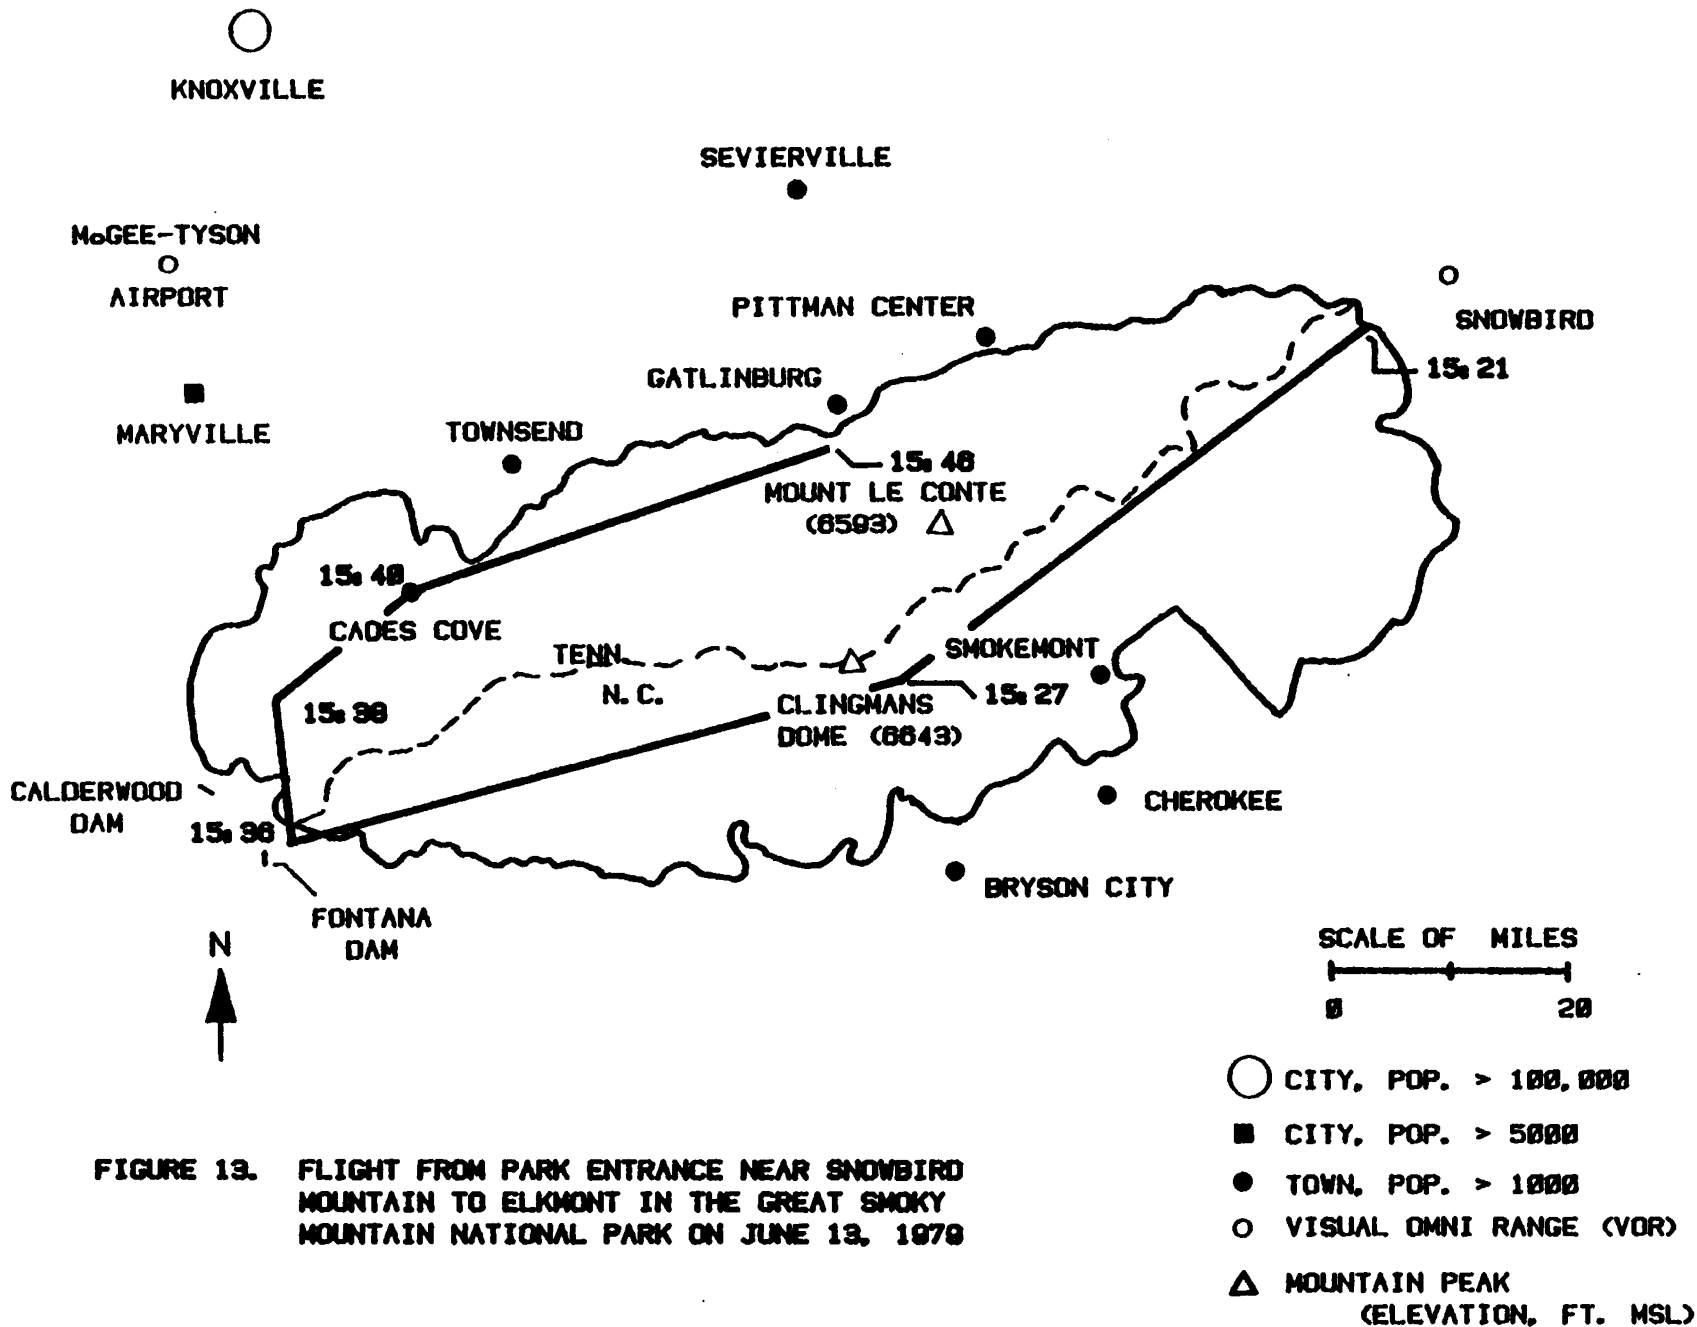 KNOXVILLE
SEVIERVILLE
McGEE-TYSON
AIRPORT
PITTMAN CENTER
SNOWBIRD
15:21
GATLINBURG
MARYVILLE
TOWNSEND
15:46
MOUNT LE CONTE
(6593)
15:40
CADES COVE
TENN.
SMOKEMONT
N.C.
15:27
15:38
CLINGMANS
DOME (6643)
CALDERWOOD
DAM
15:36
CHEROKEE
BRYSON CITY
FONTANA
DAM
N
SCALE OF MILES
0 20
CITY, POP. > 100,000
CITY, POP. > 5000
TOWN, POP. > 1000
VISUAL OMNI RANGE (VOR)
MOUNTAIN PEAK
(ELEVATION, FT. MSL)
FIGURE 13. FLIGHT FROM PARK ENTRANCE NEAR SNOWBIRD
MOUNTAIN TO ELKMONT IN THE GREAT SMOKY
MOUNTAIN NATIONAL PARK ON JUNE 13, 1979